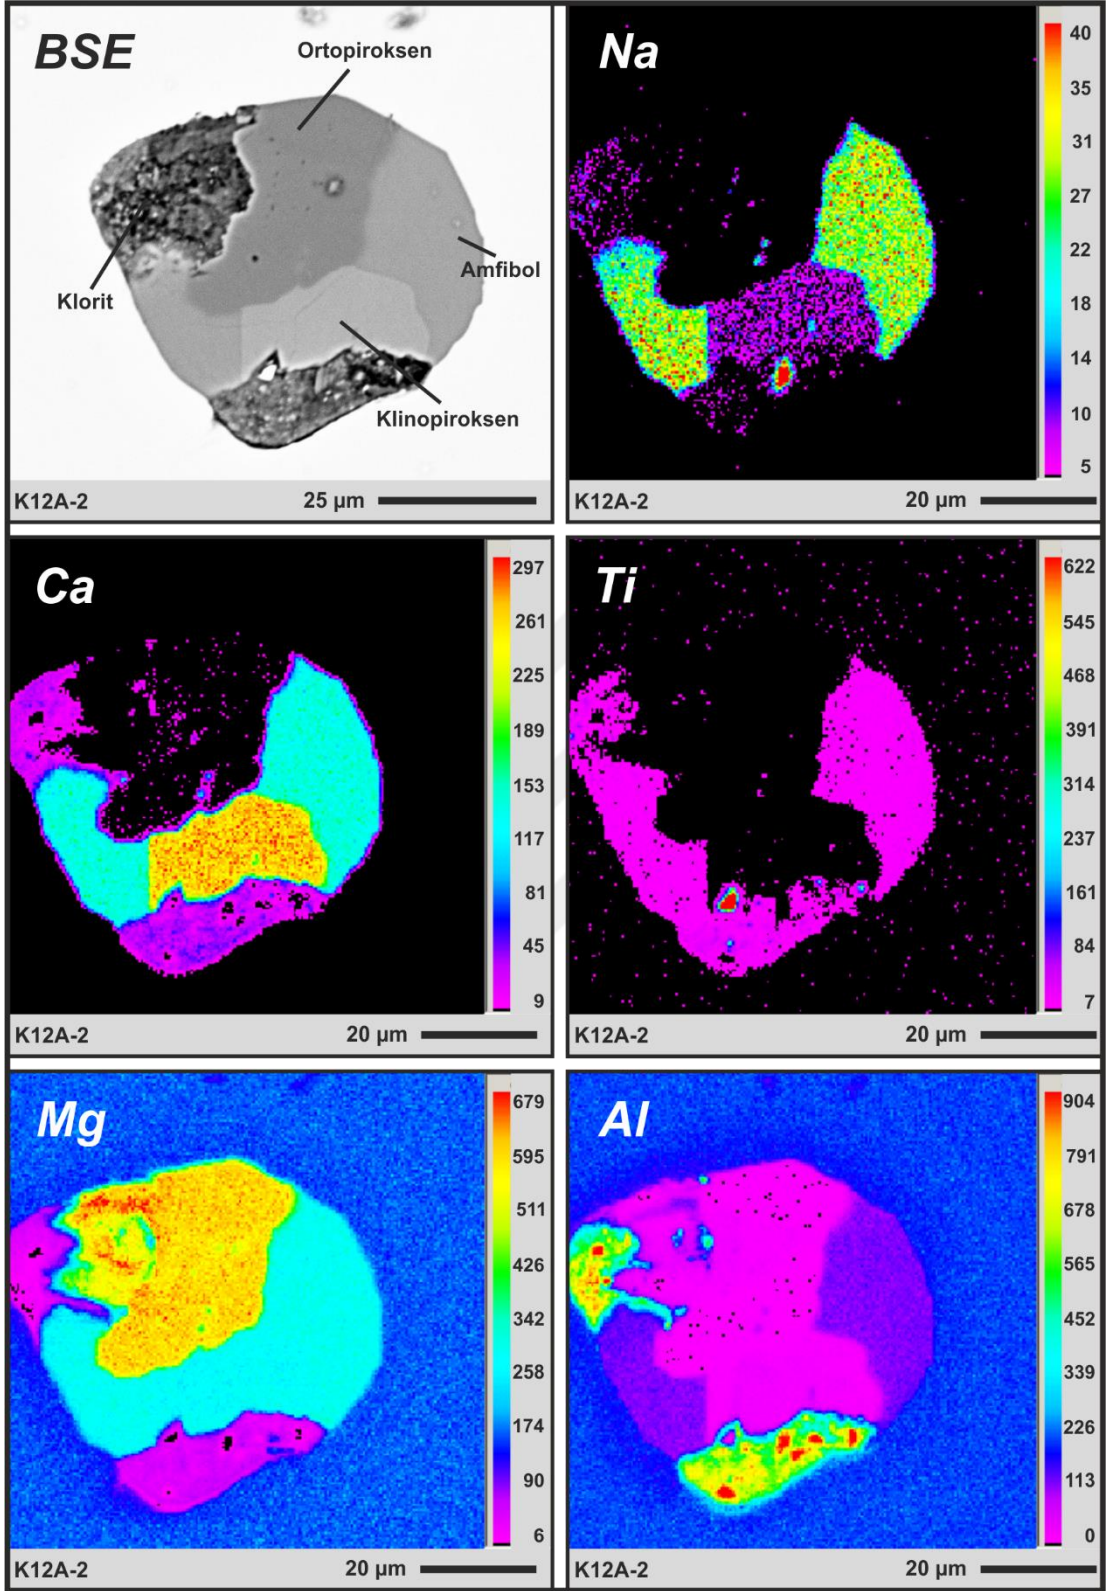 BSE
Ortopiroksen
Klorit
Amfibol
Klinopiroksen
K12A-2 25 µm
Na
40
35
31
27
22
18
14
10
5
K12A-2 20 µm
Ca
297
261
225
189
153
117
81
45
9
K12A-2 20 µm
Ti
622
545
468
391
314
237
161
84
7
K12A-2 20 µm
Mg
679
595
511
426
342
258
174
90
6
K12A-2 20 µm
Al
904
791
678
565
452
339
226
113
0
K12A-2 20 µm